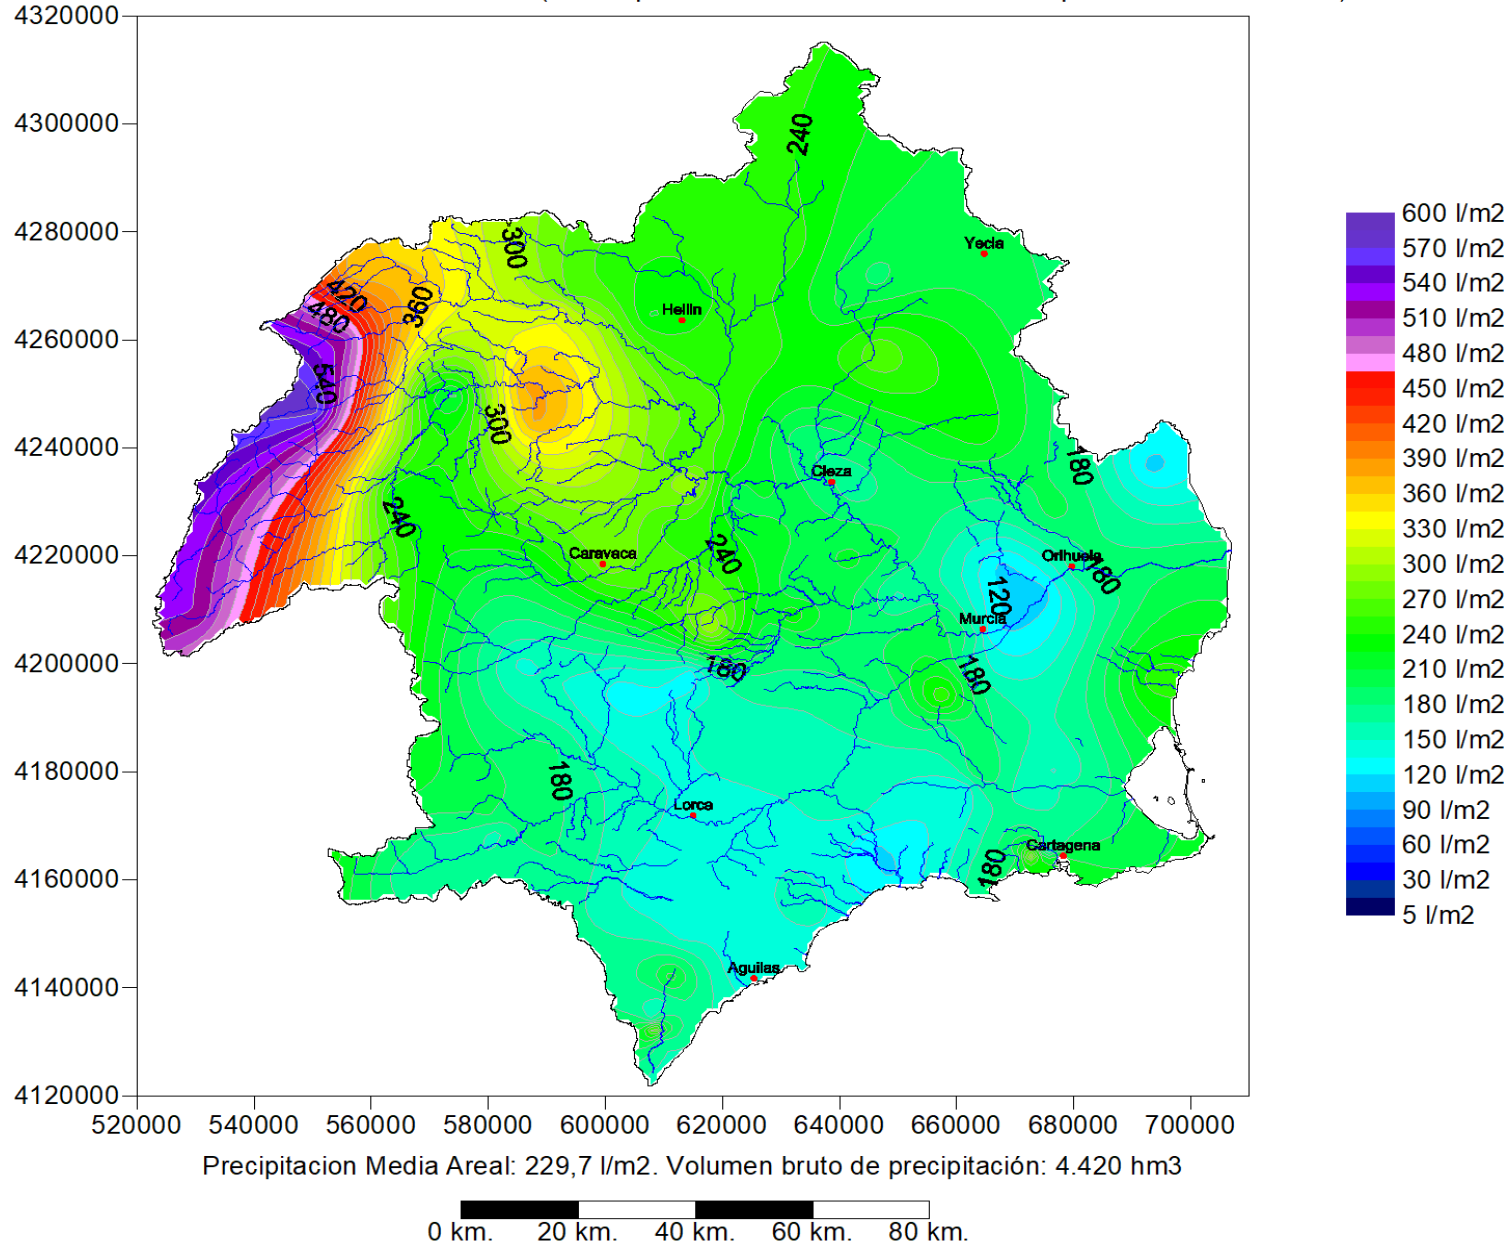 4320000
4300000
4280000
4260000
4240000
4220000
4200000
4180000
4160000
4140000
4120000
520000 540000 560000 580000 600000 620000 640000 660000 680000 700000
240
300
420
480
360
540
300
240
240
180
180
120
180
180
180
180
Yecla
Hellin
Cieza
Caravaca
Orihuela
Murcia
Lorca
Cartagena
Aguilas
600 l/m2
570 l/m2
540 l/m2
510 l/m2
480 l/m2
450 l/m2
420 l/m2
390 l/m2
360 l/m2
330 l/m2
300 l/m2
270 l/m2
240 l/m2
210 l/m2
180 l/m2
150 l/m2
120 l/m2
90 l/m2
60 l/m2
30 l/m2
5 l/m2
Precipitacion Media Areal: 229,7 l/m2. Volumen bruto de precipitación: 4.420 hm3
0 km. 20 km. 40 km. 60 km. 80 km.